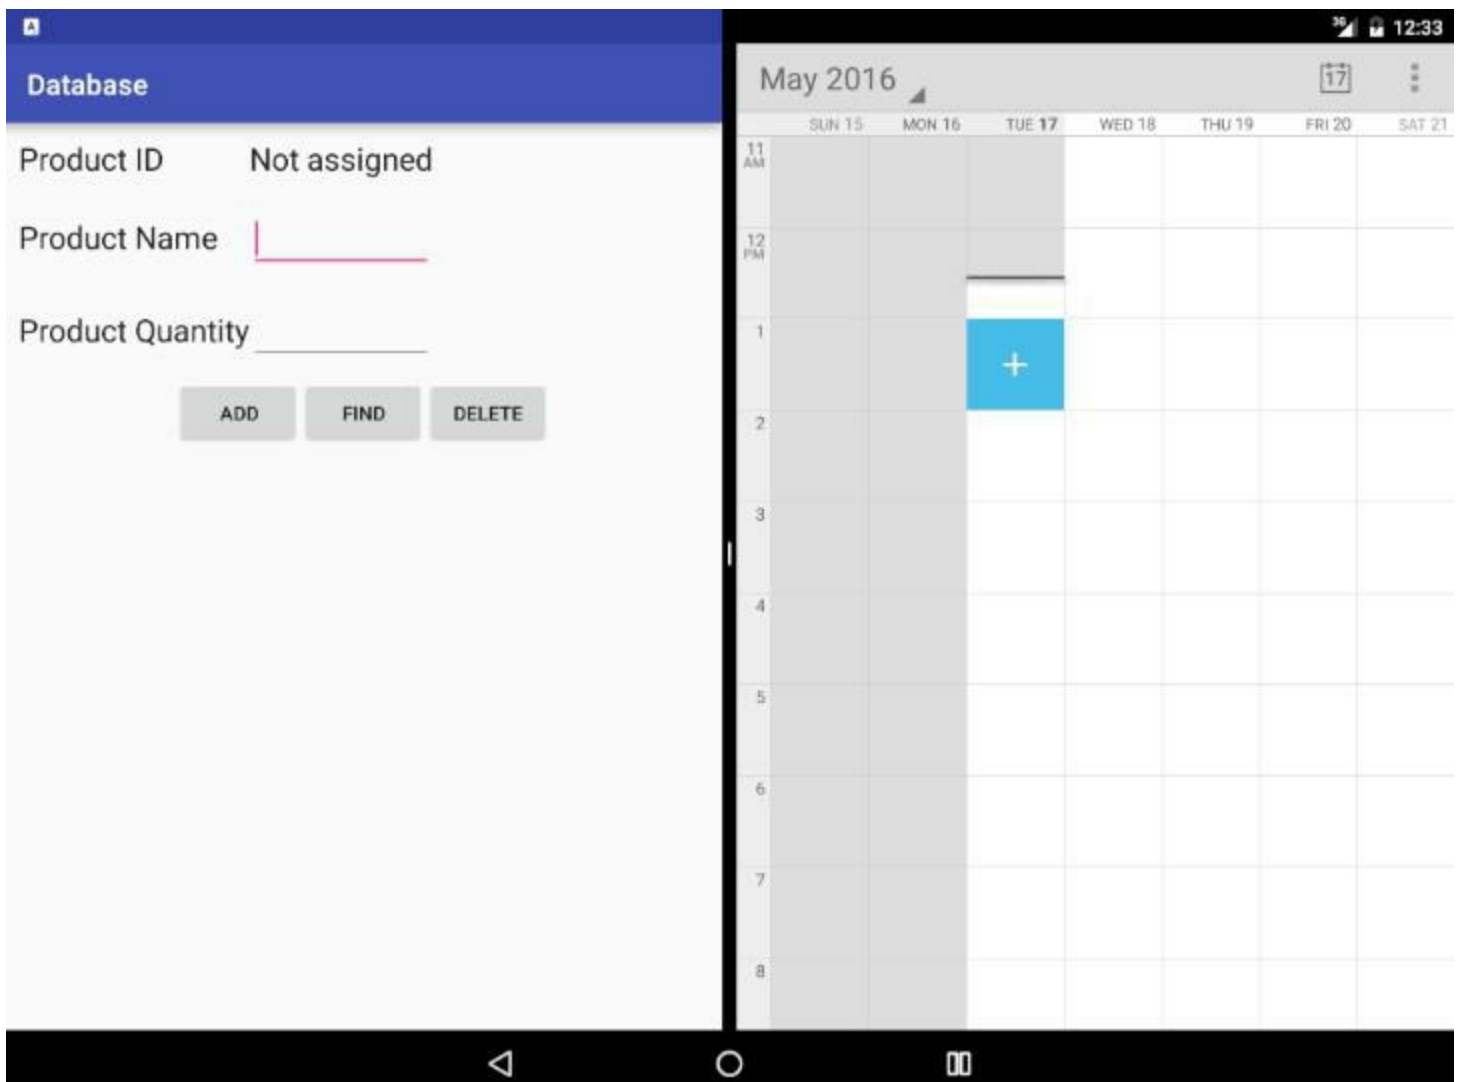 3G 12:33
Database
Product ID Not assigned
Product Name
Product Quantity
ADD FIND DELETE
May 2016 17
SUN 15 MON 16 TUE 17 WED 18 THU 19 FRI 20 SAT 21
11
AM
12
PM
1
+
2
3
4
5
6
7
8